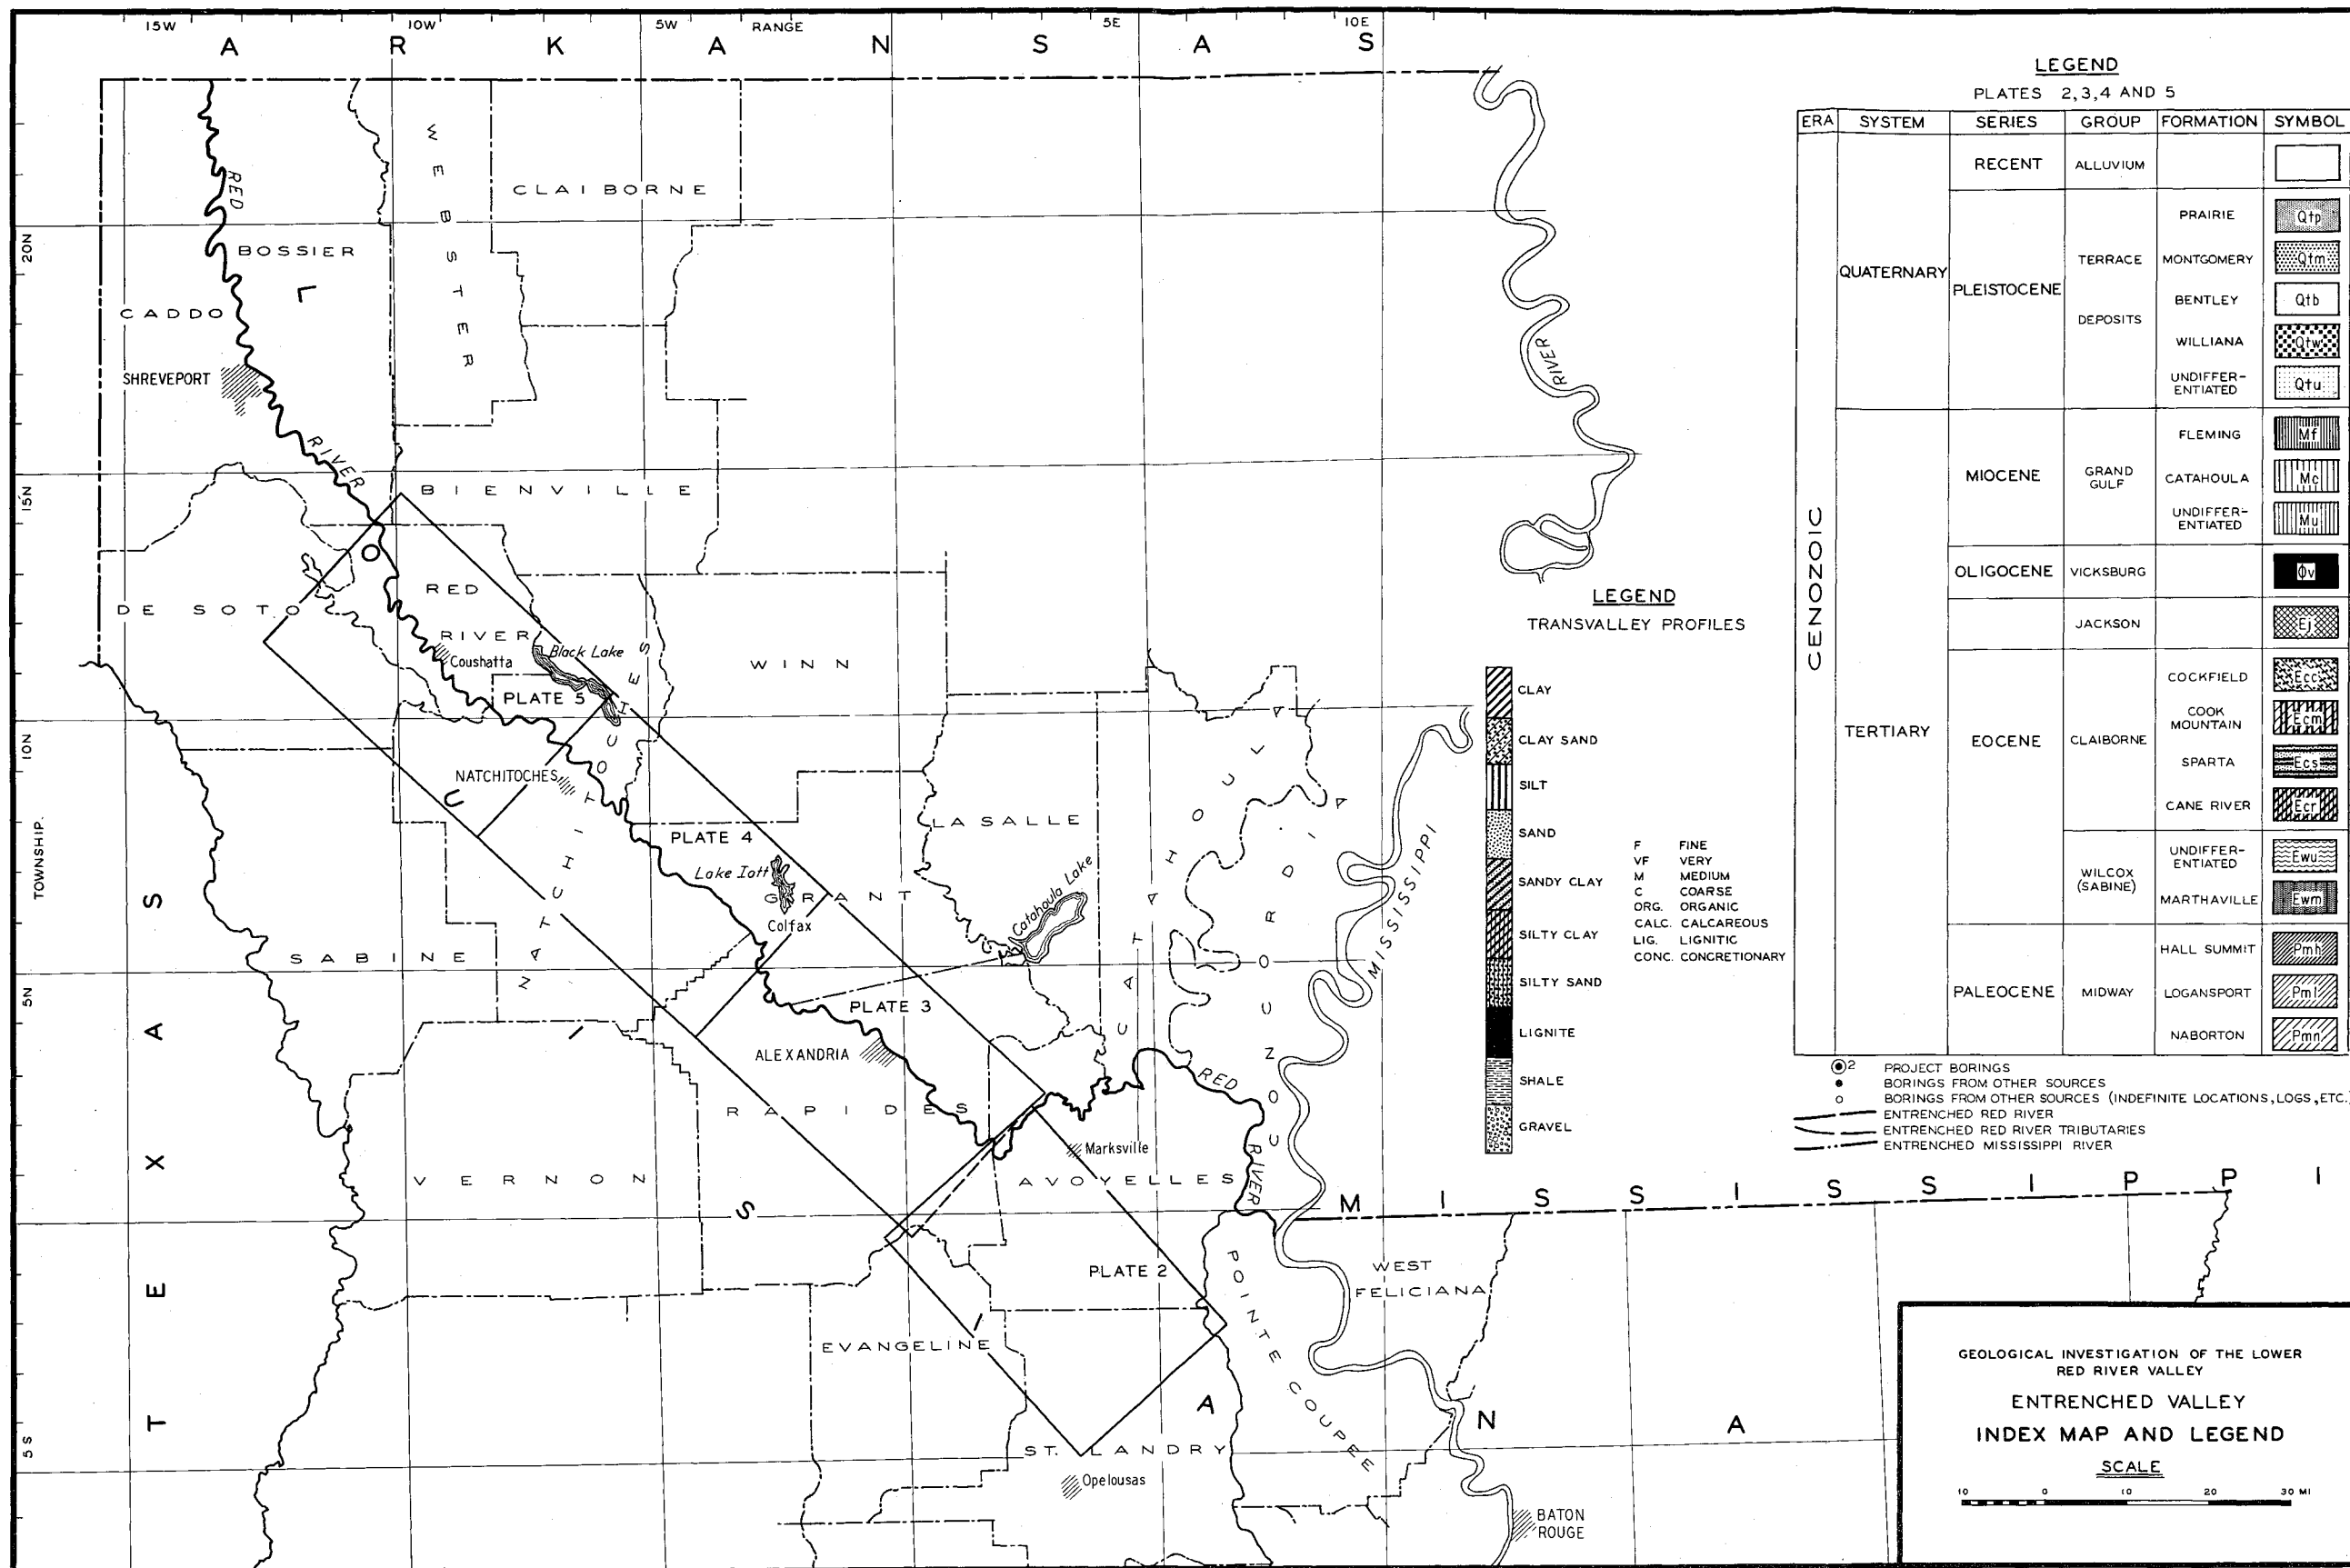 15W
10W
5W
RANGE
5E
10E
A R K A N S A S
20N
15N
10N
TOWNSHIP.
5N
5 S
RED
RIVER
WEBSTER
CLAIBORNE
BOSSIER
CADDO
SHREVEPORT
BIENVILLE
RED
RIVER
DE SOTO
Coushatta
Black Lake
WINN
PLATE 5
NATCHITOCHES
NATCHITOCHES
PLATE 4
Lake Iatt
GRANT
Colfax
LA SALLE
Catahoula Lake
CATAHOULA
CONCORDIA
SABINE
PLATE 3
ALEXANDRIA
RAPIDES
VERNON
Marksville
AVOYELLES
RED
RIVER
RIVER
MISSISSIPPI
PLATE 2
EVANGELINE
ST. LANDRY
Opelousas
POINTE COUPEE
WEST
FELICIANA
BATON
ROUGE
TEXAS
LOUISIANA
MISSISSIPPI
LEGEND
TRANSVALLEY PROFILES
CLAY
CLAY SAND
SILT
SAND
SANDY CLAY
SILTY CLAY
SILTY SAND
LIGNITE
SHALE
GRAVEL
F FINE
VF VERY
M MEDIUM
C COARSE
ORG. ORGANIC
CALC. CALCAREOUS
LIG. LIGNITIC
CONC. CONCRETIONARY
LEGEND
PLATES 2,3,4 AND 5
ERA SYSTEM SERIES GROUP FORMATION SYMBOL
CENOZOIC
QUATERNARY
RECENT ALLUVIUM
PLEISTOCENE
TERRACE
DEPOSITS
PRAIRIE Qtp
MONTGOMERY Qtm
BENTLEY Qtb
WILLIANA Qtw
UNDIFFER-
ENTIATED Qtu
TERTIARY
MIOCENE
GRAND
GULF
FLEMING Mf
CATAHOULA Mc
UNDIFFER-
ENTIATED Mu
OLIGOCENE VICKSBURG Φv
EOCENE
JACKSON Ej
CLAIBORNE
COCKFIELD Ecc
COOK
MOUNTAIN Ecm
SPARTA Ecs
CANE RIVER Ecr
WILCOX
(SABINE)
UNDIFFER-
ENTIATED Ewu
MARTHAVILLE Ewm
PALEOCENE MIDWAY
HALL SUMMIT Pmh
LOGANSPORT Pml
NABORTON Pmn
2 PROJECT BORINGS
BORINGS FROM OTHER SOURCES
BORINGS FROM OTHER SOURCES (INDEFINITE LOCATIONS, LOGS, ETC.)
ENTRENCHED RED RIVER
ENTRENCHED RED RIVER TRIBUTARIES
ENTRENCHED MISSISSIPPI RIVER
GEOLOGICAL INVESTIGATION OF THE LOWER
RED RIVER VALLEY
ENTRENCHED VALLEY
INDEX MAP AND LEGEND
SCALE
10 0 10 20 30 MI